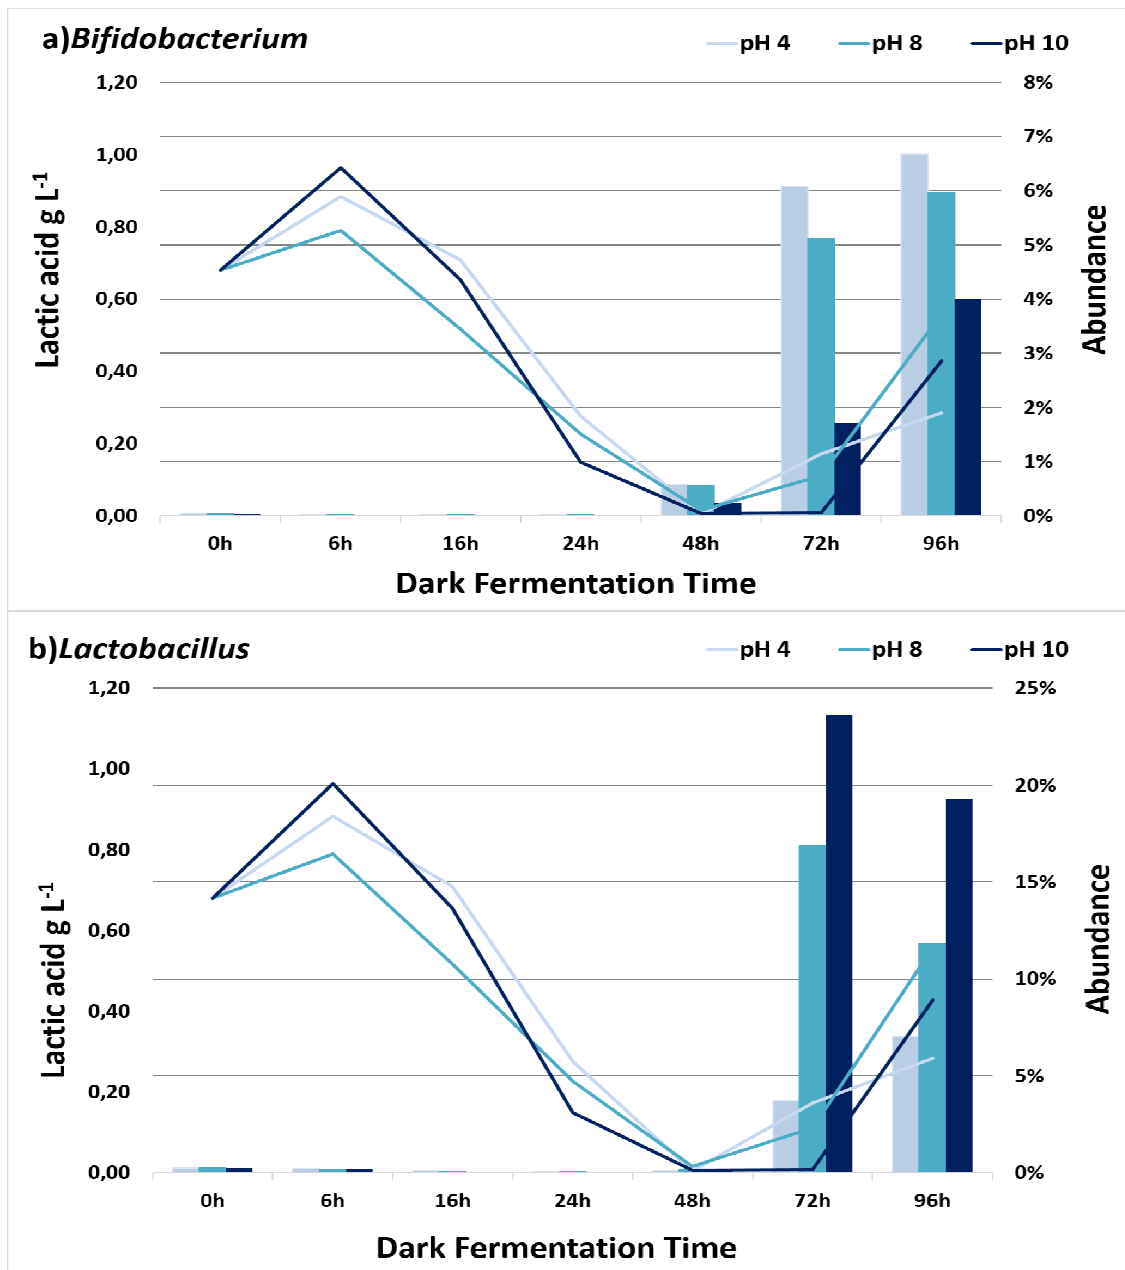 a)Bifidobacterium
pH 4 pH 8 pH 10
1,20
1,00
0,80
0,60
0,40
0,20
0,00
Lactic acid g L-1
8%
7%
6%
5%
4%
3%
2%
1%
0%
Abundance
0h 6h 16h 24h 48h 72h 96h
Dark Fermentation Time
b)Lactobacillus
pH 4 pH 8 pH 10
1,20
1,00
0,80
0,60
0,40
0,20
0,00
Lactic acid g L-1
25%
20%
15%
10%
5%
0%
Abundance
0h 6h 16h 24h 48h 72h 96h
Dark Fermentation Time